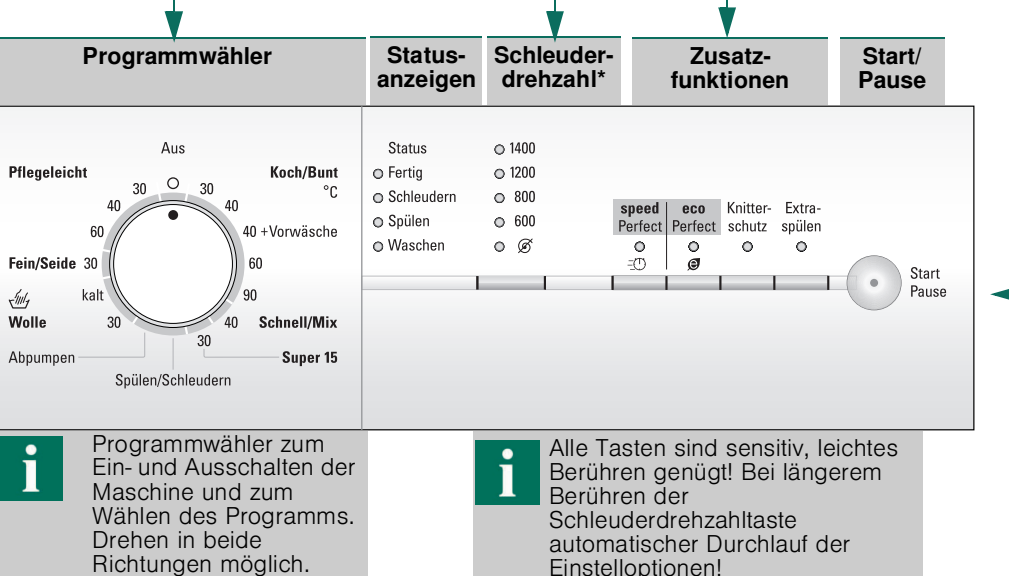 Programmwähler
Status-
anzeigen
Schleuder-
drehzahl*
Zusatz-
funktionen
Start/
Pause
Aus
Pflegeleicht
30
40
60
Fein/Seide 30
kalt
Wolle
30
Abpumpen
Spülen/Schleudern
Koch/Bunt
°C
30
40
40 +Vorwäsche
60
90
40 Schnell/Mix
30
Super 15
Status
Fertig
Schleudern
Spülen
Waschen
1400
1200
800
600
speed
Perfect
eco
Perfect
Knitter-
schutz
Extra-
spülen
Start
Pause
i
Programmwähler zum
Ein- und Ausschalten der
Maschine und zum
Wählen des Programms.
Drehen in beide
Richtungen möglich.
i
Alle Tasten sind sensitiv, leichtes
Berühren genügt! Bei längerem
Berühren der
Schleuderdrehzahltaste
automatischer Durchlauf der
Einstelloptionen!